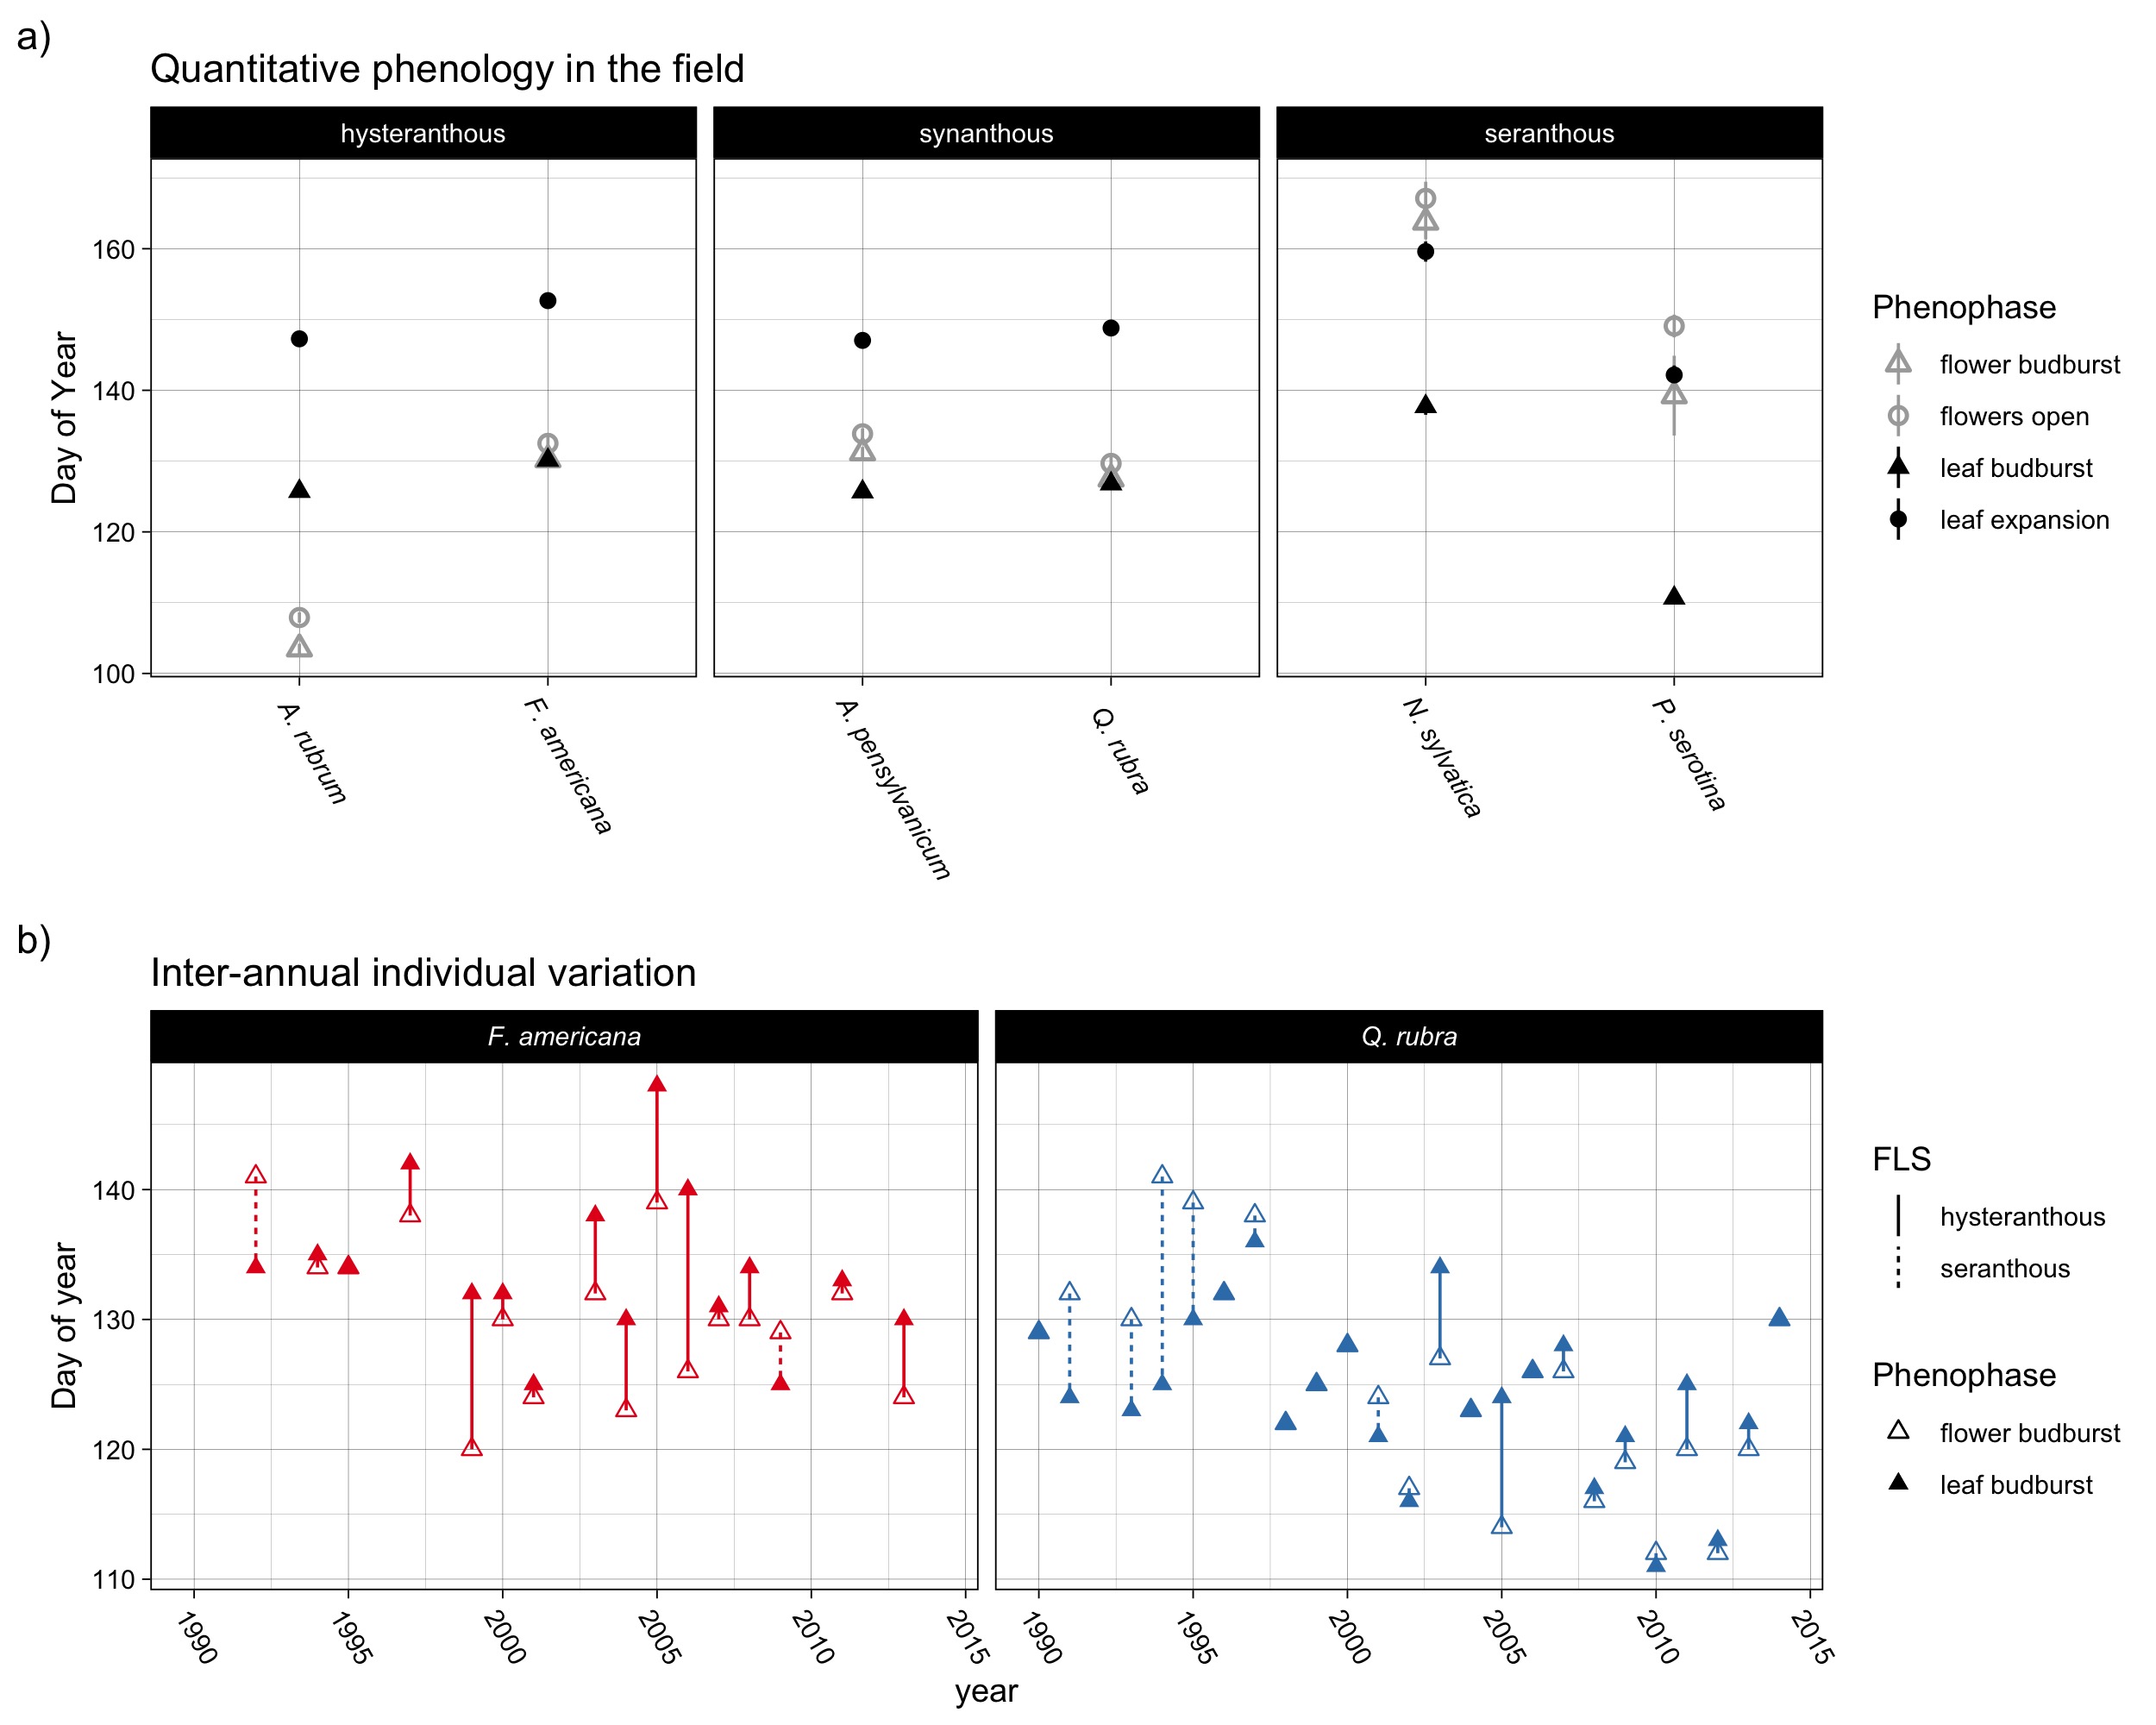 a)
Quantitative phenology in the field
hysteranthous synanthous seranthous
Day of Year
160
140
120
100
A. rubrum F. americana A. pensylvanicum Q. rubra N. sylvatica P. serotina
Phenophase
flower budburst
flowers open
leaf budburst
leaf expansion
b)
Inter-annual individual variation
F. americana Q. rubra
Day of year
140
130
120
110
1990 1995 2000 2005 2010 2015 1990 1995 2000 2005 2010 2015
year
FLS
hysteranthous
seranthous
Phenophase
flower budburst
leaf budburst